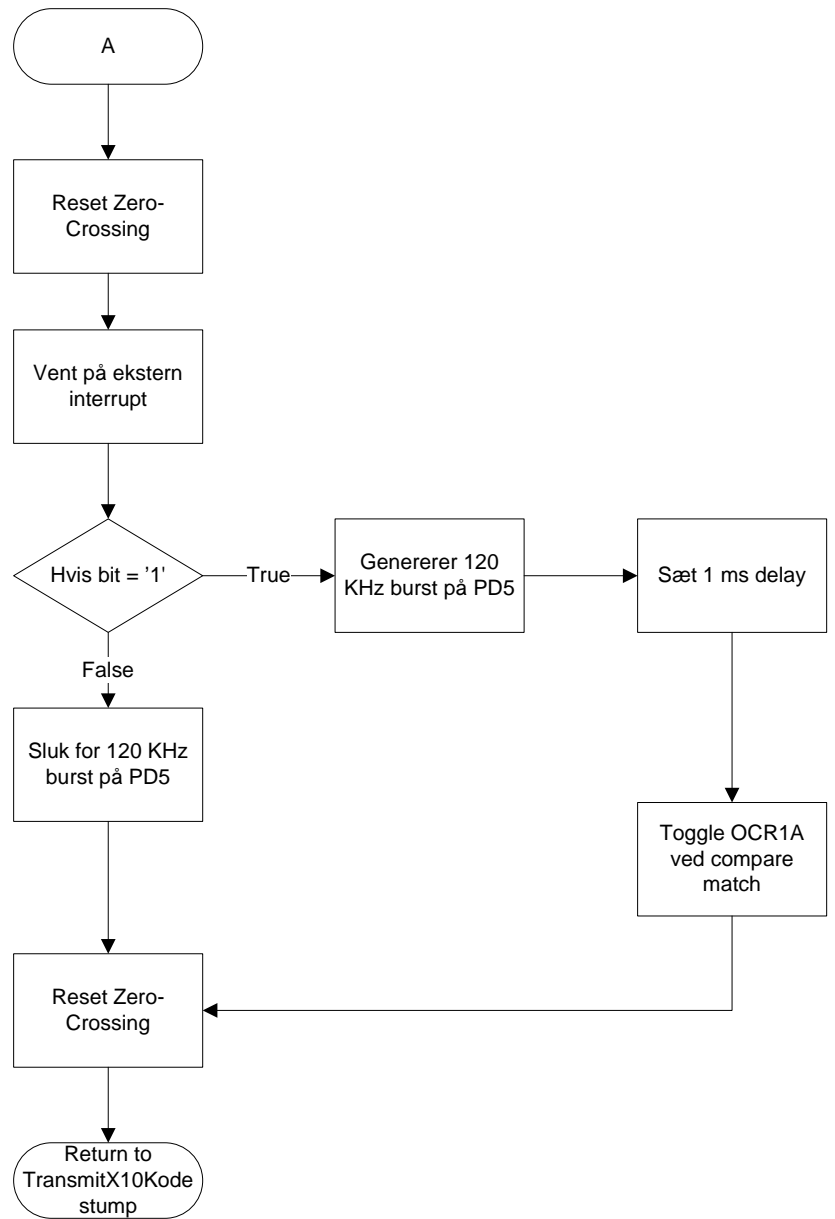 A
Reset Zero-
Crossing
Vent på ekstern
interrupt
Hvis bit = ’1'
True
Genererer 120
KHz burst på PD5
Sæt 1 ms delay
False
Sluk for 120 KHz
burst på PD5
Toggle OCR1A
ved compare
match
Reset Zero-
Crossing
Return to
TransmitX10Kode
stump